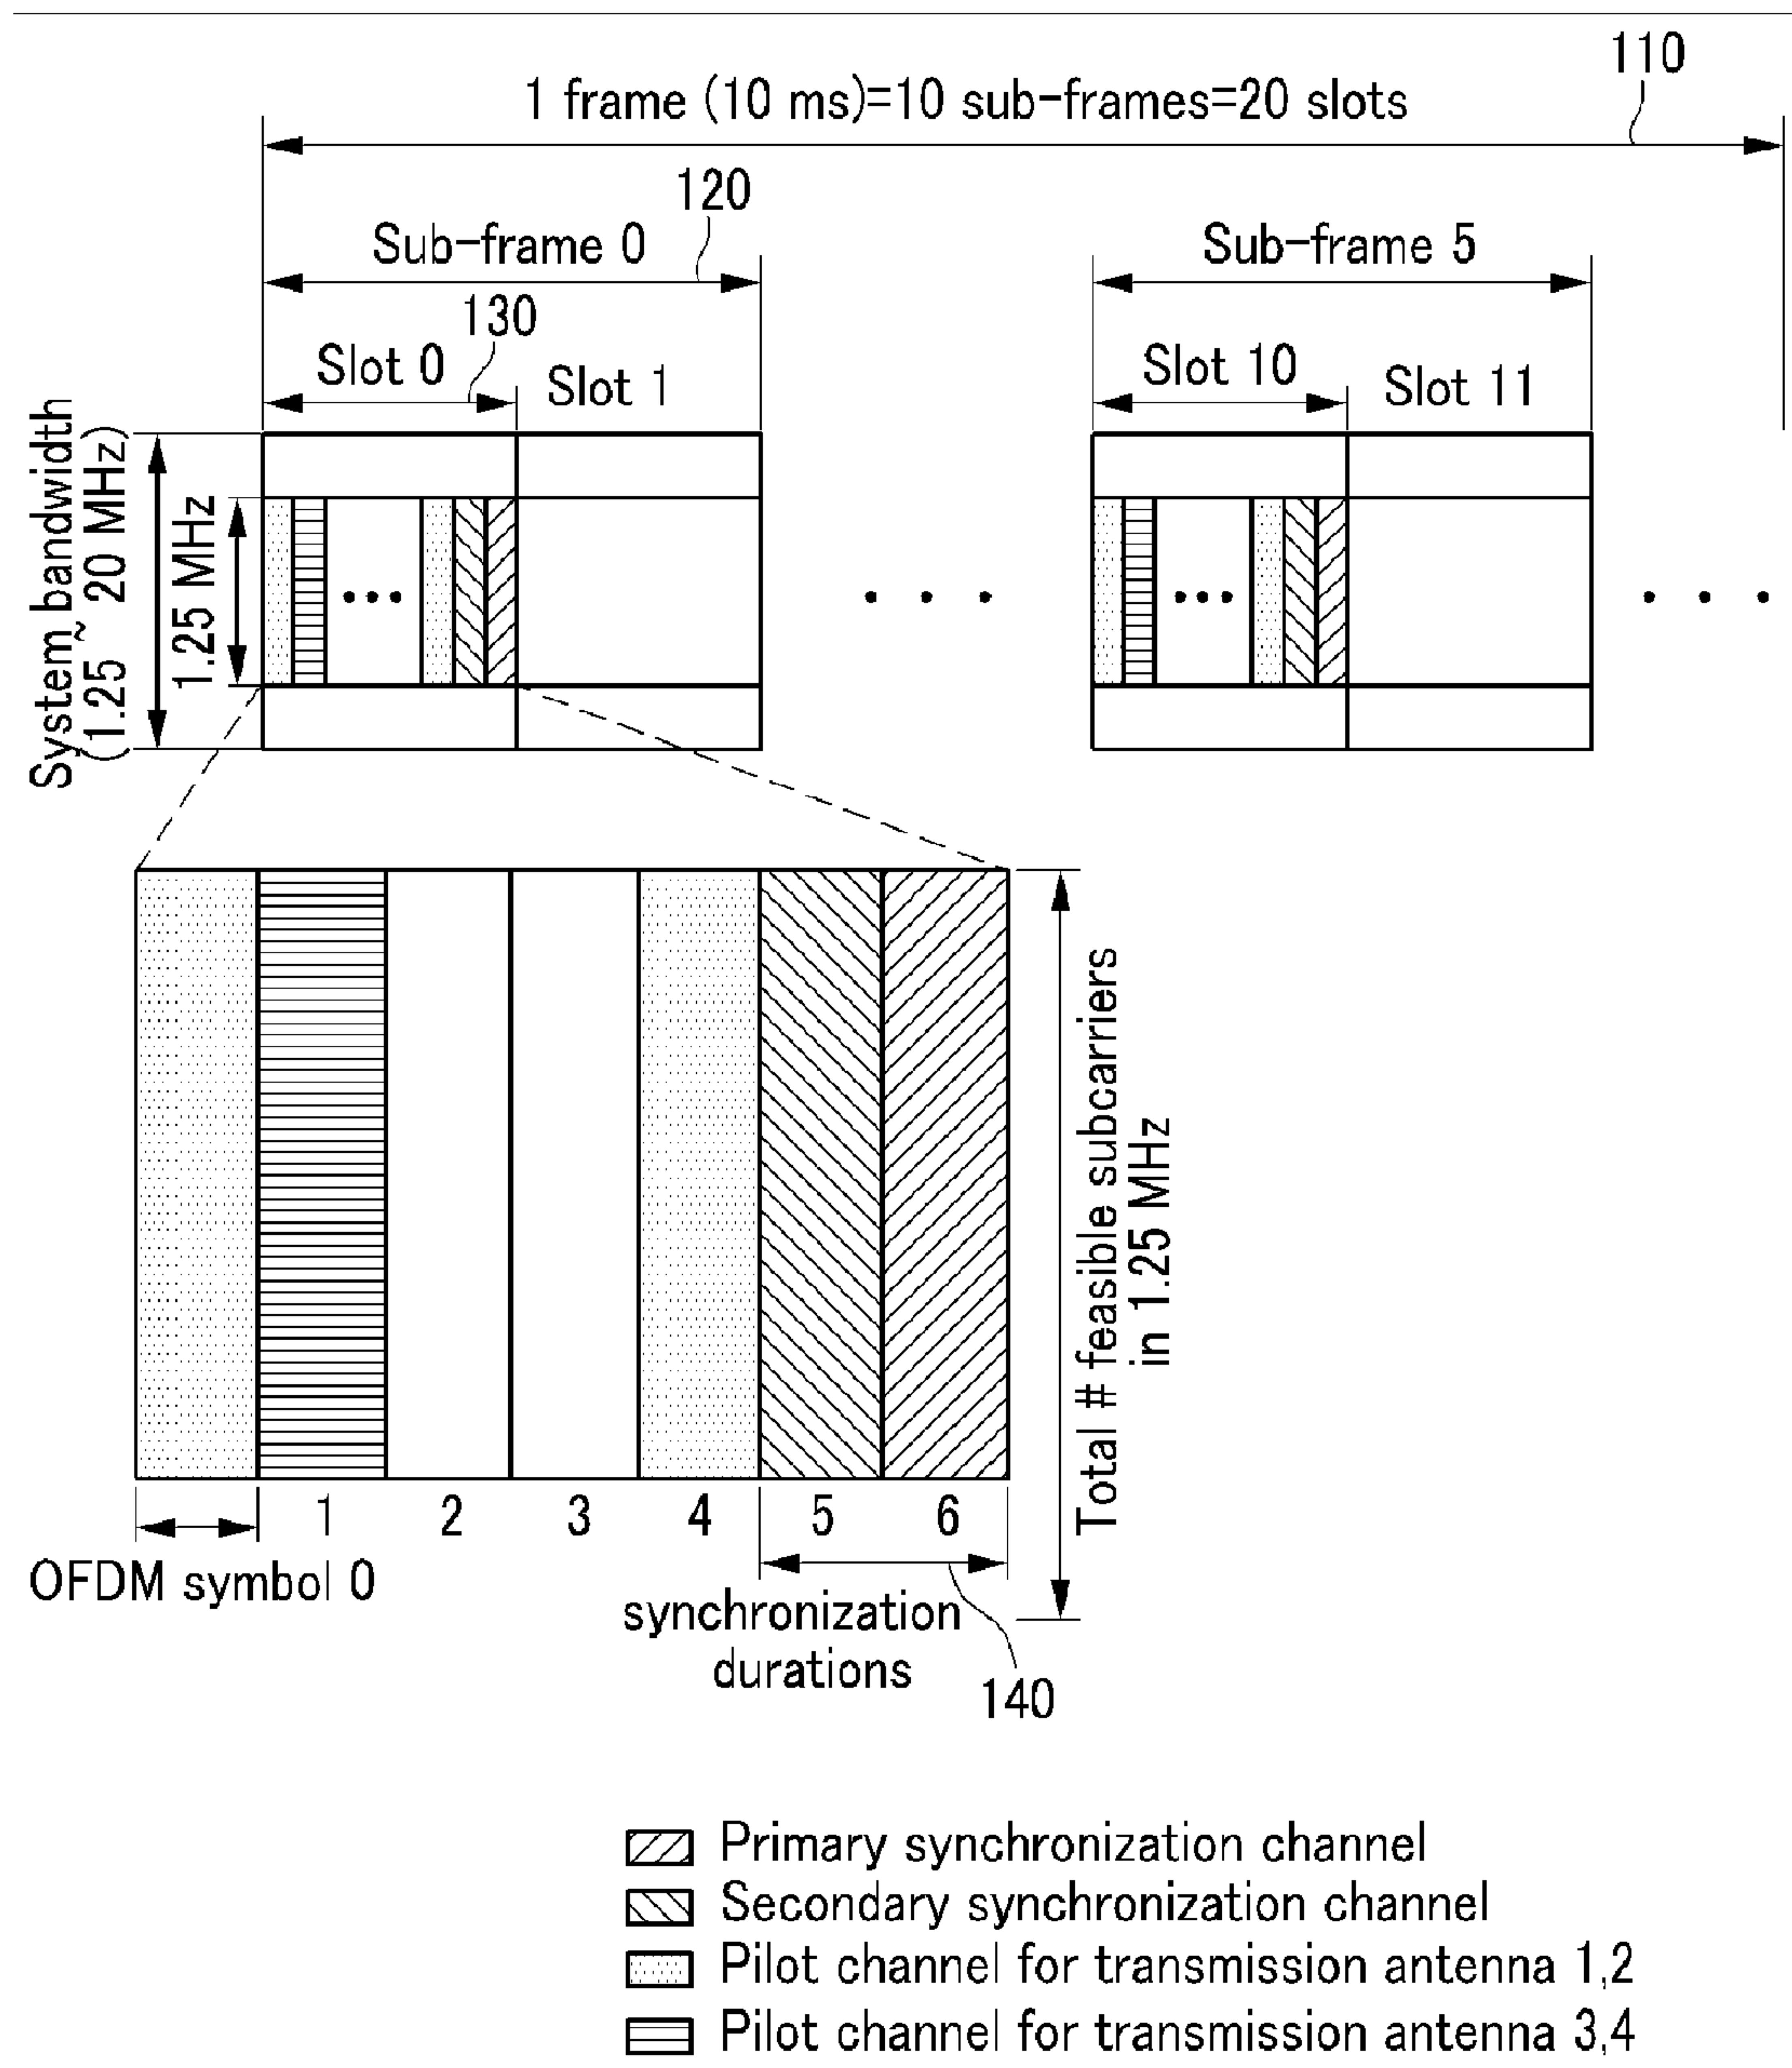 110
1 frame (10 ms)=10 sub-frames=20 slots
120
Sub-frame 0
Sub-frame 5
130
Slot 0
Slot 1
Slot 10
Slot 11
System bandwidth
(1.25 ~ 20 MHz)
1.25 MHz
Total # feasible subcarriers
in 1.25 MHz
1
2
3
4
5
6
OFDM symbol 0
synchronization
durations
140
Primary synchronization channel
Secondary synchronization channel
Pilot channel for transmission antenna 1,2
Pilot channel for transmission antenna 3,4